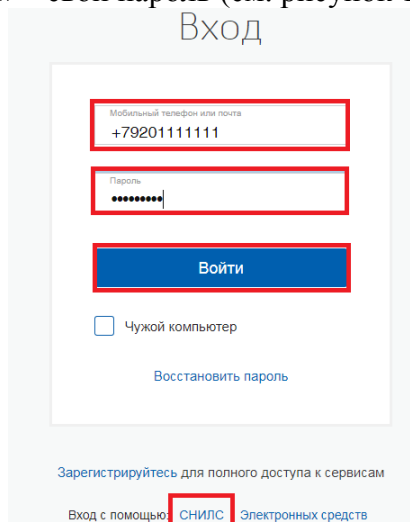 свой пароль (см. рисунок
Вход
Мобильный телефон или почта
+79201111111
Пароль
•••••••••
Войти
Чужой компьютер
Восстановить пароль
Зарегистрируйтесь для полного доступа к сервисам
Вход с помощью: СНИЛС Электронных средств